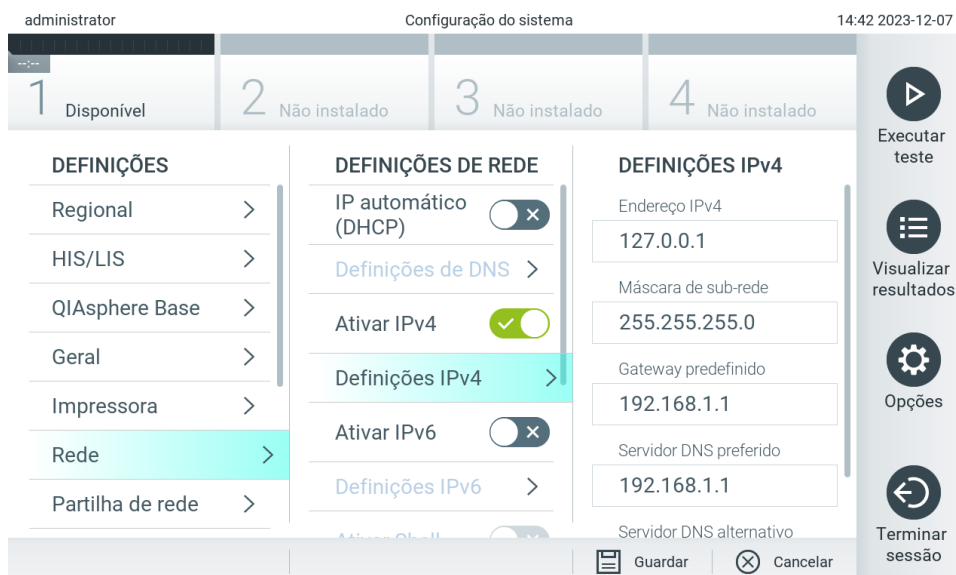 administrator
Configuração do sistema
14:42 2023-12-07
--:--
1 Disponível
2 Não instalado
3 Não instalado
4 Não instalado
DEFINIÇÕES
Regional
HIS/LIS
QIAsphere Base
Geral
Impressora
Rede
Partilha de rede
DEFINIÇÕES DE REDE
IP automático
(DHCP)
Definições de DNS
Ativar IPv4
Definições IPv4
Ativar IPv6
Definições IPv6
DEFINIÇÕES IPv4
Endereço IPv4
127.0.0.1
Máscara de sub-rede
255.255.255.0
Gateway predefinido
192.168.1.1
Servidor DNS preferido
192.168.1.1
Servidor DNS alternativo
Guardar
Cancelar
Executar
teste
Visualizar
resultados
Opções
Terminar
sessão